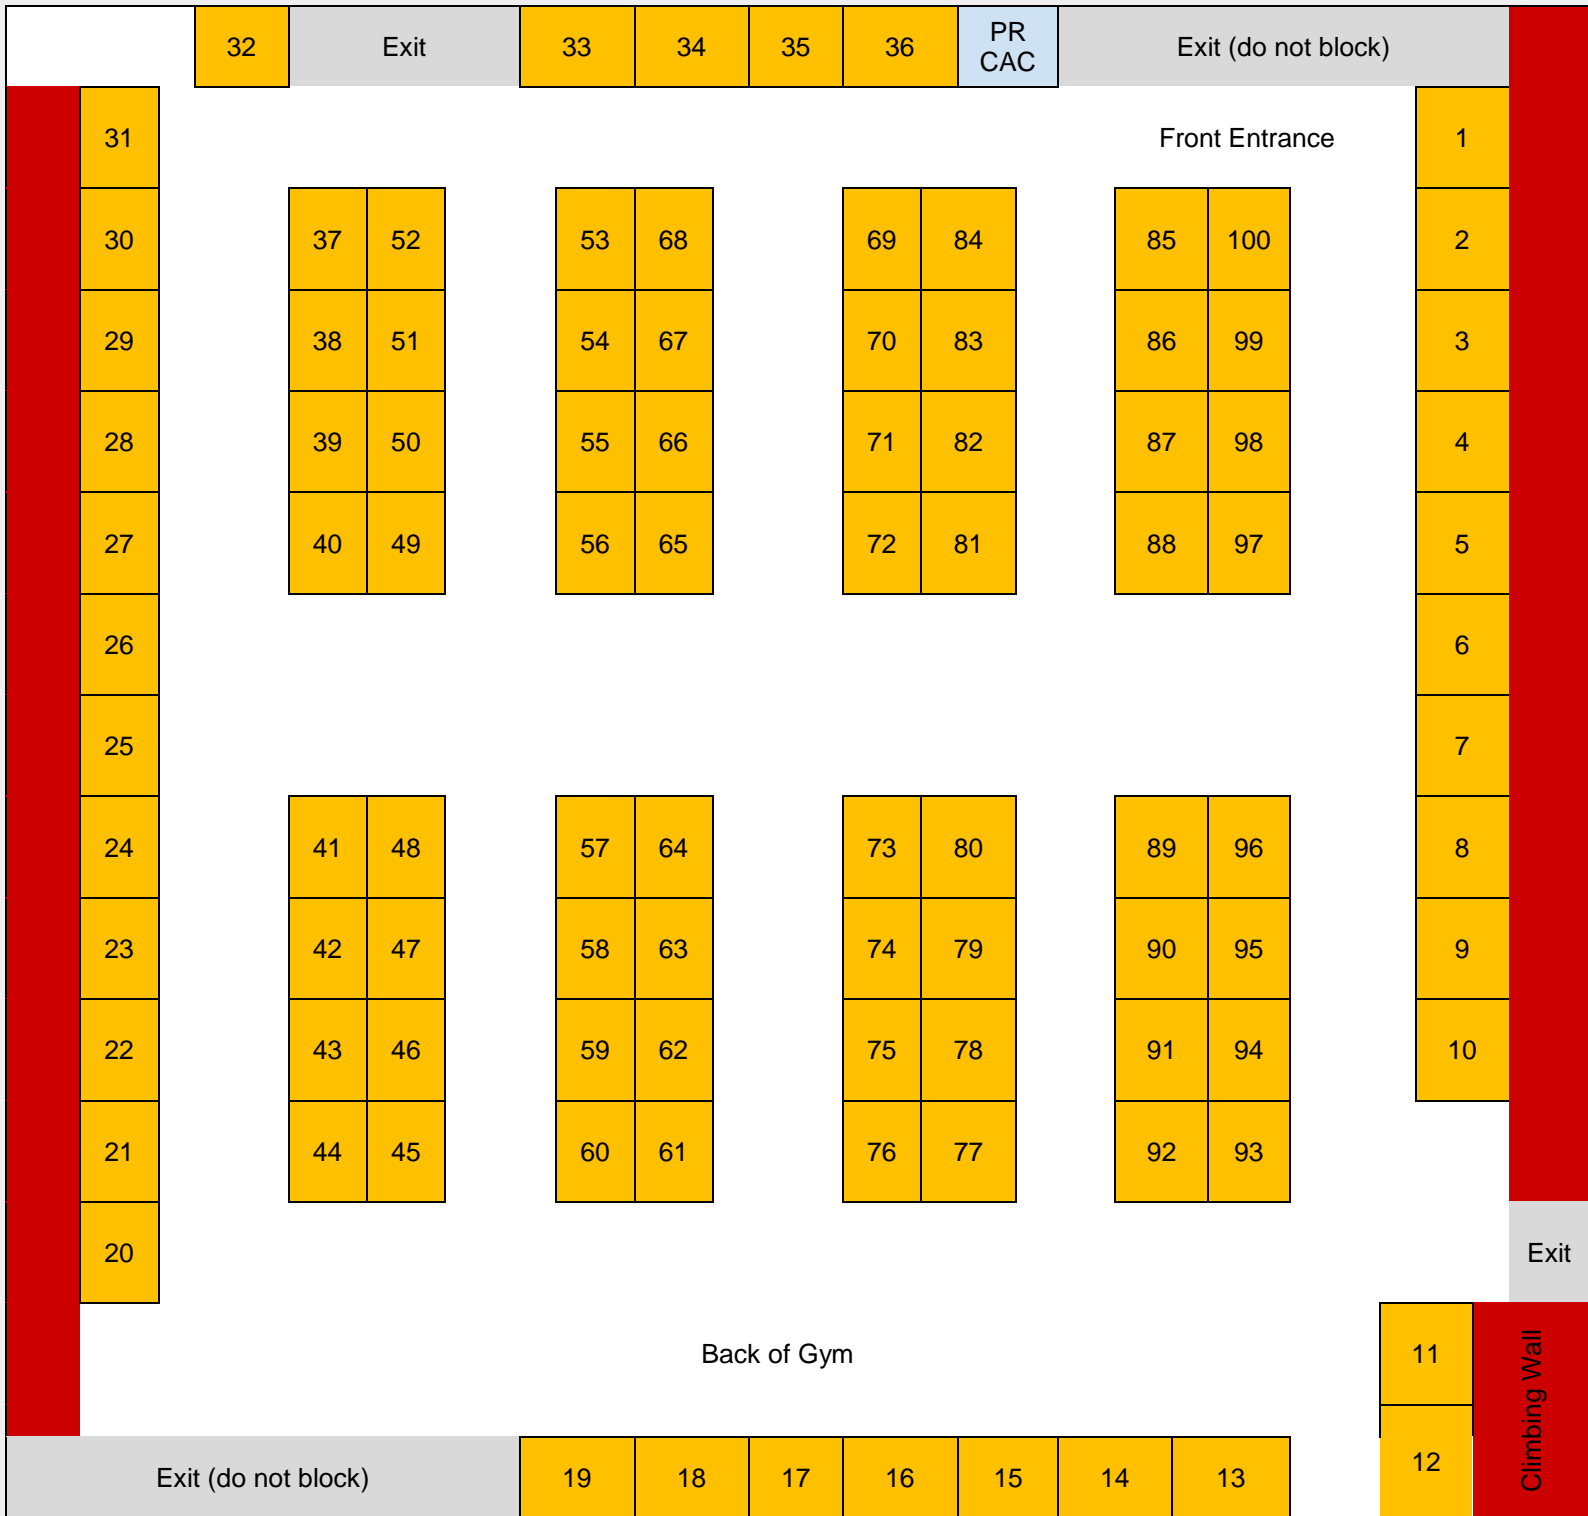 32 Exit 33 34 35 36 PR CAC Exit (do not block)
31 Front Entrance 1
30 37 52 53 68 69 84 85 100 2
29 38 51 54 67 70 83 86 99 3
28 39 50 55 66 71 82 87 98 4
27 40 49 56 65 72 81 88 97 5
26 6
25 7
24 41 48 57 64 73 80 89 96 8
23 42 47 58 63 74 79 90 95 9
22 43 46 59 62 75 78 91 94 10
21 44 45 60 61 76 77 92 93
20 Exit
Back of Gym 11 Climbing Wall
Exit (do not block) 19 18 17 16 15 14 13 12